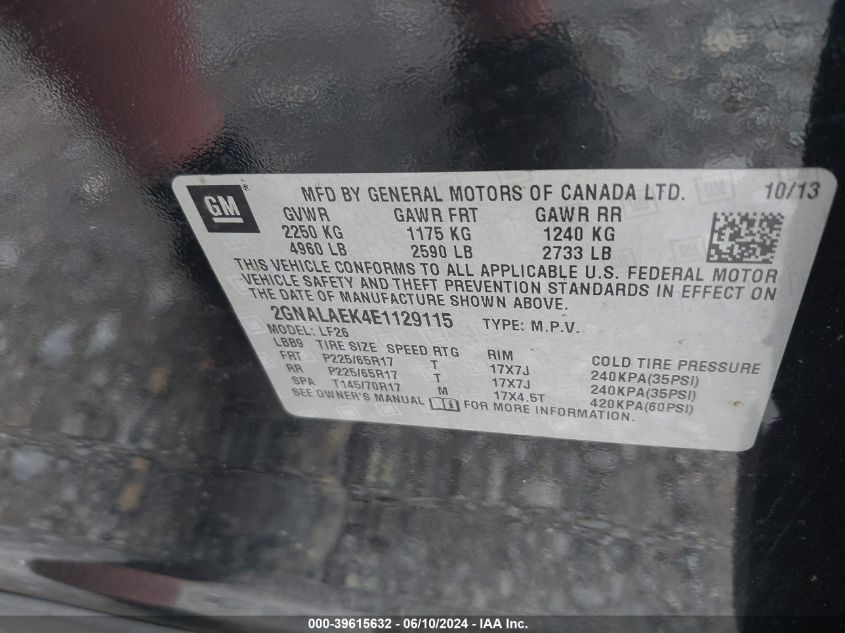 GM
MFD BY GENERAL MOTORS OF CANADA LTD. 10/13
GVWR GAWR FRT GAWR RR
2250 KG 1175 KG 1240 KG
4960 LB 2590 LB 2733 LB
THIS VEHICLE CONFORMS TO ALL APPLICABLE U.S. FEDERAL MOTOR
VEHICLE SAFETY AND THEFT PREVENTION STANDARDS IN EFFECT ON
THE DATE OF MANUFACTURE SHOWN ABOVE.
2GNALAEK4E1129115 TYPE: M.P.V.
MODEL: LF26
LBB9 TIRE SIZE SPEED RTG RIM COLD TIRE PRESSURE
FRT P225/65R17 T 17X7J 240KPA(35PSI)
RR P225/65R17 T 17X7J 240KPA(35PSI)
SPA T145/70R17 M 17X4.5T 420KPA(60PSI)
SEE OWNER'S MANUAL FOR MORE INFORMATION.
000-39615632 - 06/10/2024 - IAA Inc.